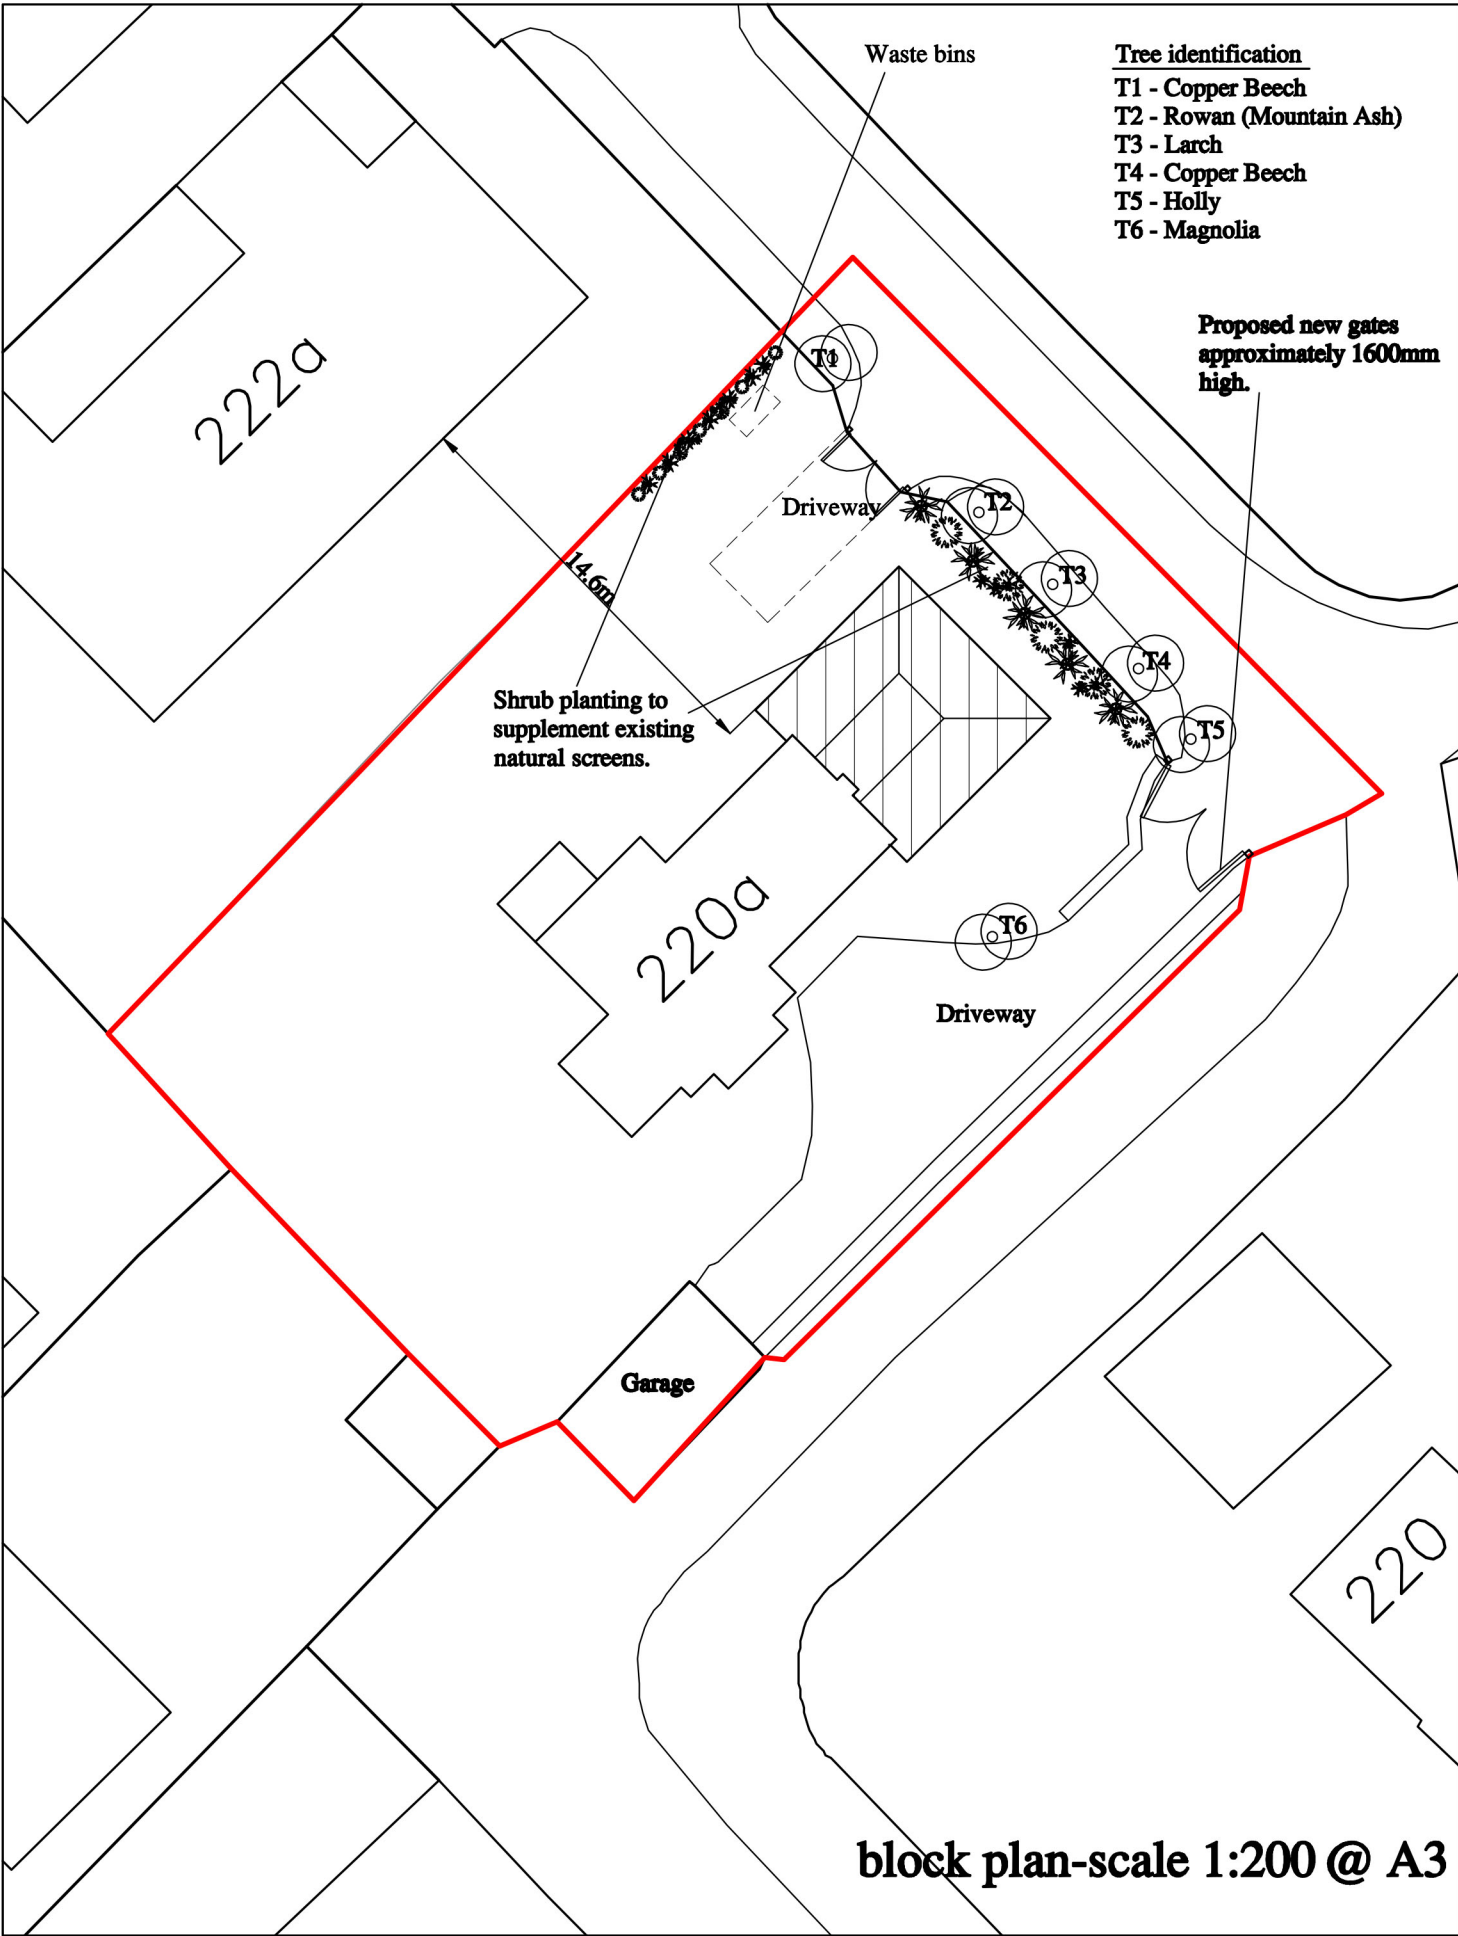 Waste bins
Tree identification
T1 - Copper Beech
T2 - Rowan (Mountain Ash)
T3 - Larch
T4 - Copper Beech
T5 - Holly
T6 - Magnolia
Proposed new gates
approximately 1600mm
high.
222a
T1
Driveway
T2
14.6m
T3
T4
Shrub planting to
supplement existing
natural screens.
T5
220a
T6
Driveway
Garage
220
block plan-scale 1:200 @ A3